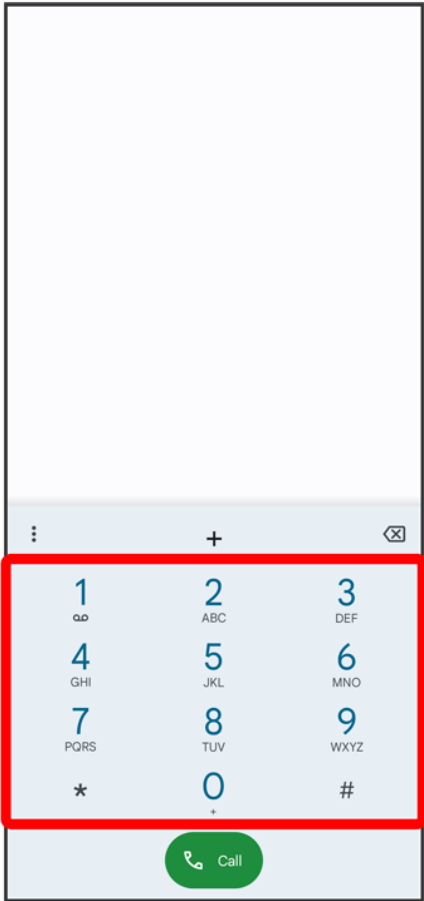 +
1 2 3
ABC DEF
4 5 6
GHI JKL MNO
7 8 9
PQRS TUV WXYZ
* 0 #
+
Call